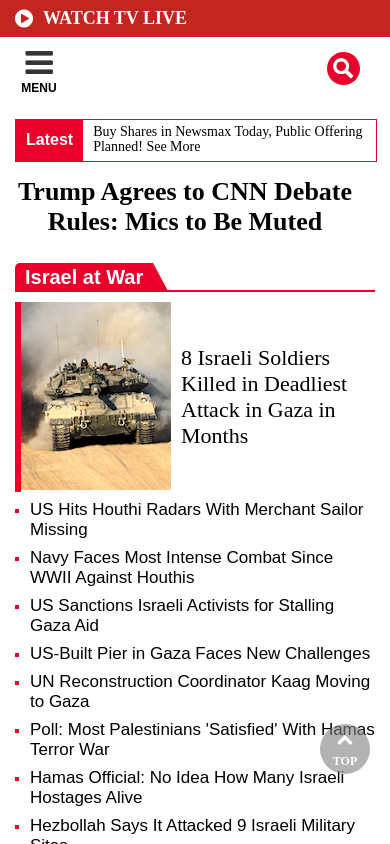 WATCH TV LIVE
MENU
Latest
Buy Shares in Newsmax Today, Public Offering
Planned! See More
Trump Agrees to CNN Debate
Rules: Mics to Be Muted
Israel at War
8 Israeli Soldiers
Killed in Deadliest
Attack in Gaza in
Months
US Hits Houthi Radars With Merchant Sailor
Missing
Navy Faces Most Intense Combat Since
WWII Against Houthis
US Sanctions Israeli Activists for Stalling
Gaza Aid
US-Built Pier in Gaza Faces New Challenges
UN Reconstruction Coordinator Kaag Moving
to Gaza
Poll: Most Palestinians 'Satisfied' With Hamas
Terror War
TOP
Hamas Official: No Idea How Many Israeli
Hostages Alive
Hezbollah Says It Attacked 9 Israeli Military
Sites